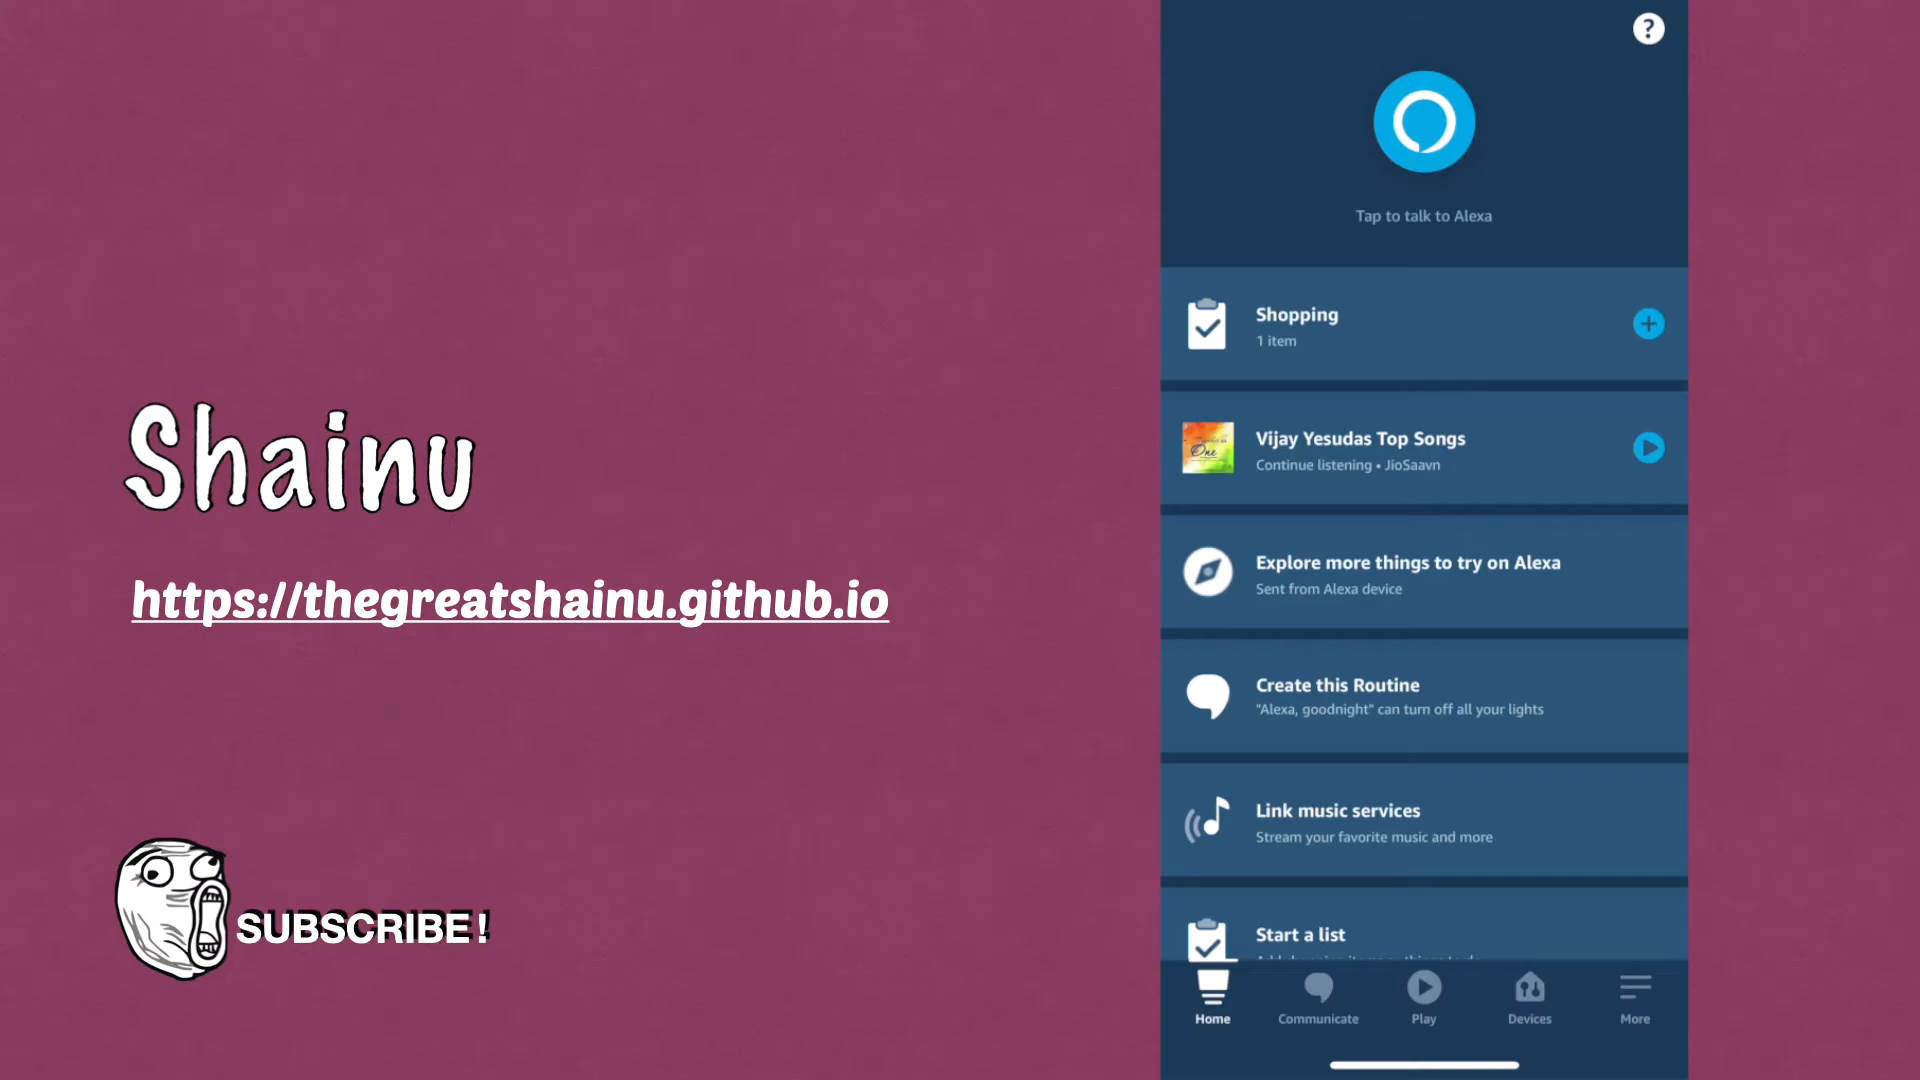 Shainu
https://thegreatshainu.github.io
SUBSCRIBE!
?
Tap to talk to Alexa
Shopping
1 item
Vijay Yesudas Top Songs
Continue listening • JioSaavn
One
Explore more things to try on Alexa
Sent from Alexa device
Create this Routine
"Alexa, goodnight" can turn off all your lights
Link music services
Stream your favorite music and more
Start a list
Home
Communicate
Play
Devices
More